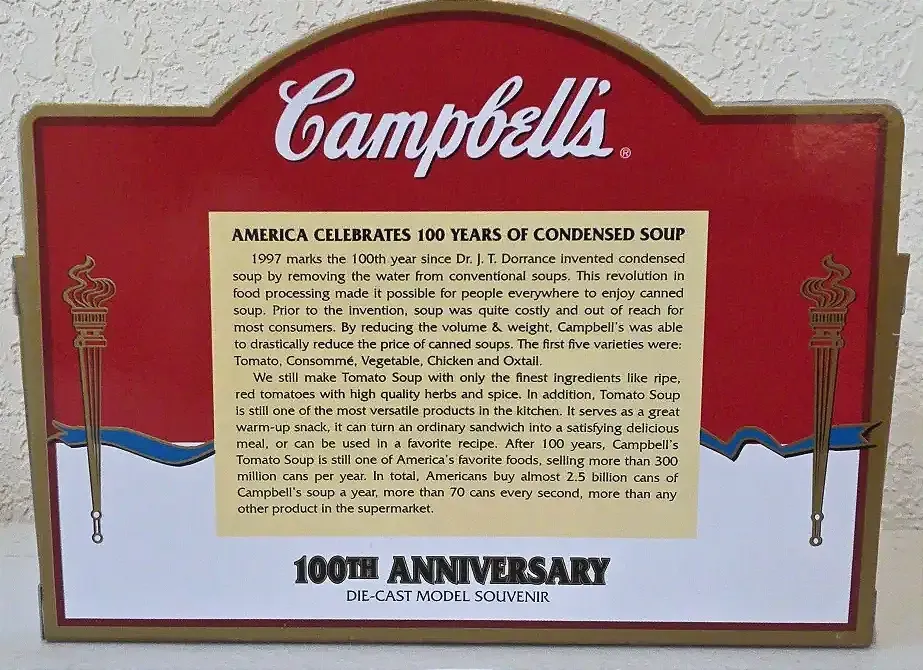 Campbell's®
AMERICA CELEBRATES 100 YEARS OF CONDENSED SOUP
1997 marks the 100th year since Dr. J. T. Dorrance invented condensed
soup by removing the water from conventional soups. This revolution in
food processing made it possible for people everywhere to enjoy canned
soup. Prior to the invention, soup was quite costly and out of reach for
most consumers. By reducing the volume & weight, Campbell's was able
to drastically reduce the price of canned soups. The first five varieties were:
Tomato, Consommé, Vegetable, Chicken and Oxtail.
We still make Tomato Soup with only the finest ingredients like ripe,
red tomatoes with high quality herbs and spice. In addition, Tomato Soup
is still one of the most versatile products in the kitchen. It serves as a great
warm-up snack, it can turn an ordinary sandwich into a satisfying delicious
meal, or can be used in a favorite recipe. After 100 years, Campbell's
Tomato Soup is still one of America's favorite foods, selling more than 300
million cans per year. In total, Americans buy almost 2.5 billion cans of
Campbell's soup a year, more than 70 cans every second, more than any
other product in the supermarket.
100TH ANNIVERSARY
DIE-CAST MODEL SOUVENIR